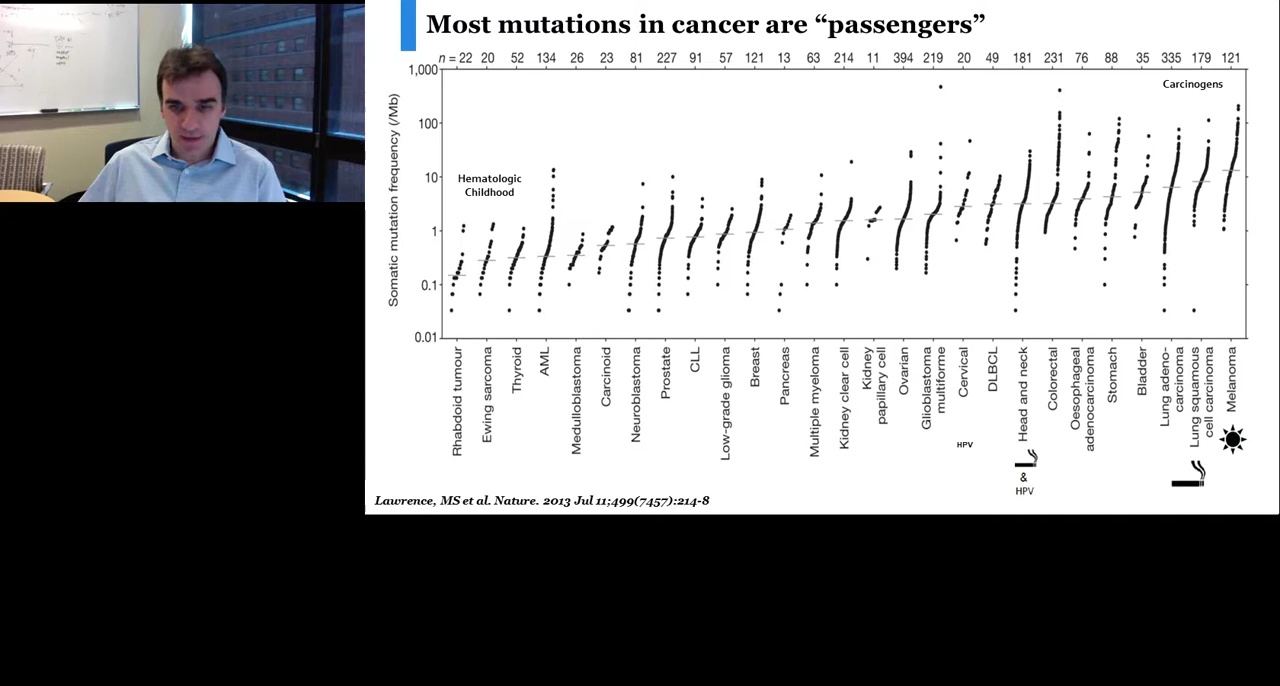 Most mutations in cancer are “passengers”
n = 22 20 52 134 26 23 81 227 91 57 121 13 63 214 11 394 219 20 49 181 231 76 88 35 335 179 121
1,000
100
10
1
0.1
0.01
Somatic mutation frequency (/Mb)
Hematologic
Childhood
Carcinogens
Rhabdoid tumour
Ewing sarcoma
Thyroid
AML
Medulloblastoma
Carcinoid
Neuroblastoma
Prostate
CLL
Low-grade glioma
Breast
Pancreas
Multiple myeloma
Kidney clear cell
Kidney
papillary cell
Ovarian
Glioblastoma
multiforme
Cervical
DLBCL
Head and neck
Colorectal
Oesophageal
adenocarcinoma
Stomach
Bladder
Lung adeno-
carcinoma
Lung squamous
cell carcinoma
Melanoma
HPV
&
HPV
Lawrence, MS et al. Nature. 2013 Jul 11;499(7457):214-8